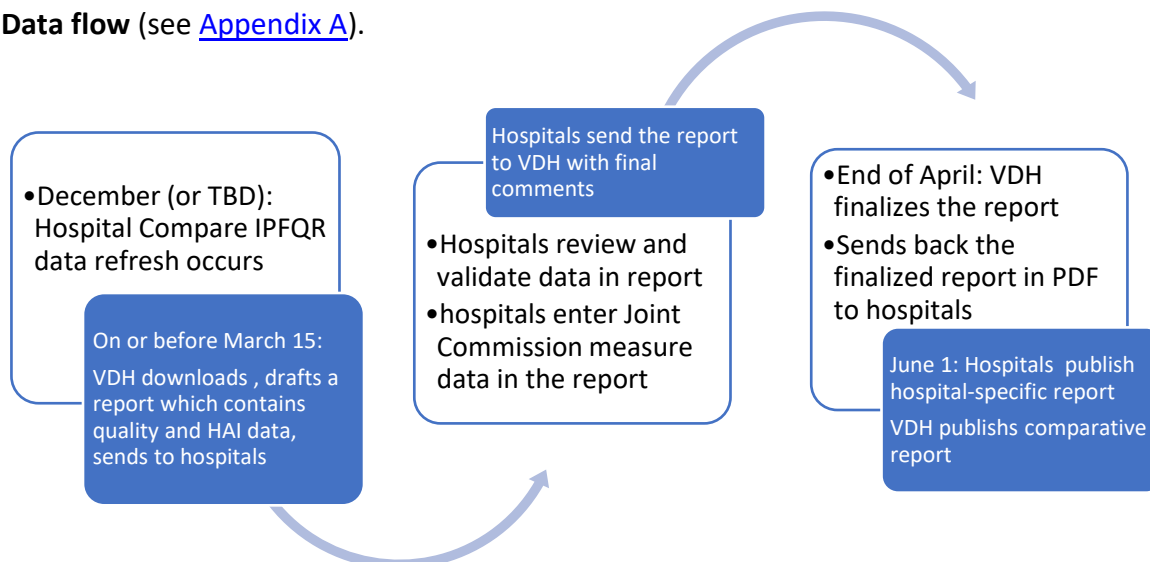 Data flow (see Appendix A).
•December (or TBD):
Hospital Compare IPFQR
data refresh occurs
On or before March 15:
VDH downloads , drafts a
report which contains
quality and HAI data,
sends to hospitals
Hospitals send the report
to VDH with final
comments
•Hospitals review and
validate data in report
•hospitals enter Joint
Commission measure
data in the report
•End of April: VDH
finalizes the report
•Sends back the
finalized report in PDF
to hospitals
June 1: Hospitals publish
hospital-specific report
VDH publishs comparative
report